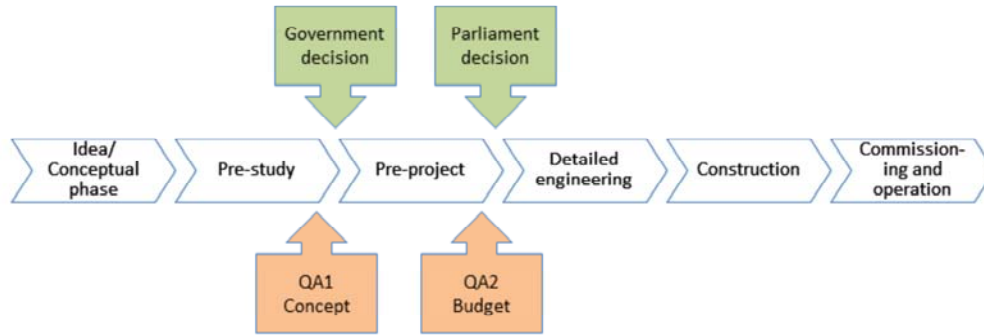 Government
decision
Parliament
decision
Idea/
Conceptual
phase
Pre-study
Pre-project
Detailed
engineering
Construction
Commission-
ing and
operation
QA1
Concept
QA2
Budget